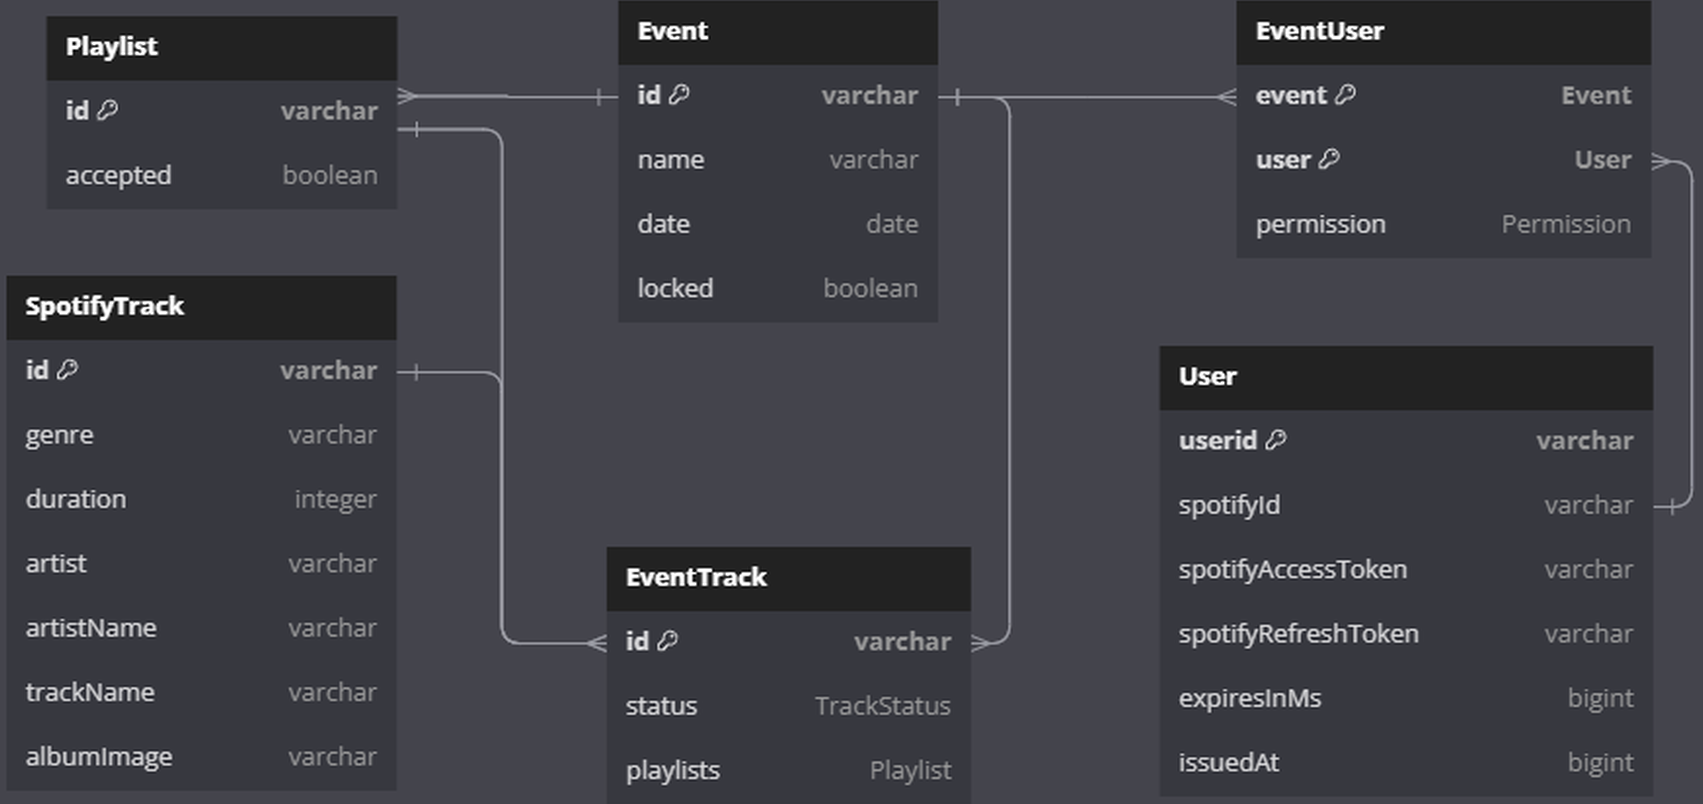 Playlist
id varchar
accepted boolean
Event
id varchar
name varchar
date date
locked boolean
EventUser
event Event
user User
permission Permission
SpotifyTrack
id varchar
genre varchar
duration integer
artist varchar
artistName varchar
trackName varchar
albumImage varchar
EventTrack
id varchar
status TrackStatus
playlists Playlist
User
userid varchar
spotifyId varchar
spotifyAccessToken varchar
spotifyRefreshToken varchar
expiresInMs bigint
issuedAt bigint